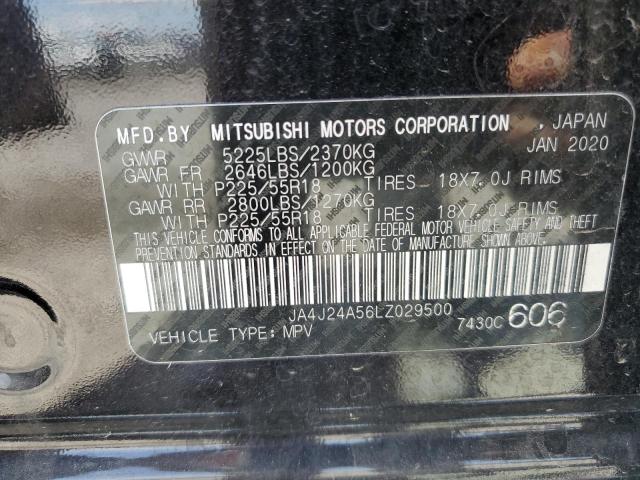 MFD.BY MITSUBISHI MOTORS CORPORATION , JAPAN
GVWR 5225LBS/2370KG JAN 2020
GAWR FR 2646LBS/1200KG
WITH P225/55R18 TIRES 18X7.0J RIMS
GAWR RR 2800LBS/1270KG
WITH P225/55R18 TIRES 18X7.0J RIMS
THIS VEHICLE CONFORMS TO ALL APPLICABLE FEDERAL MOTOR VEHICLE SAFETY AND THEFT
PREVENTION STANDARDS IN EFFECT ON THE DATE OF MANUFACTURE SHOWN ABOVE.
JA4J24A56LZ029500
VEHICLE TYPE: MPV 7430C 606